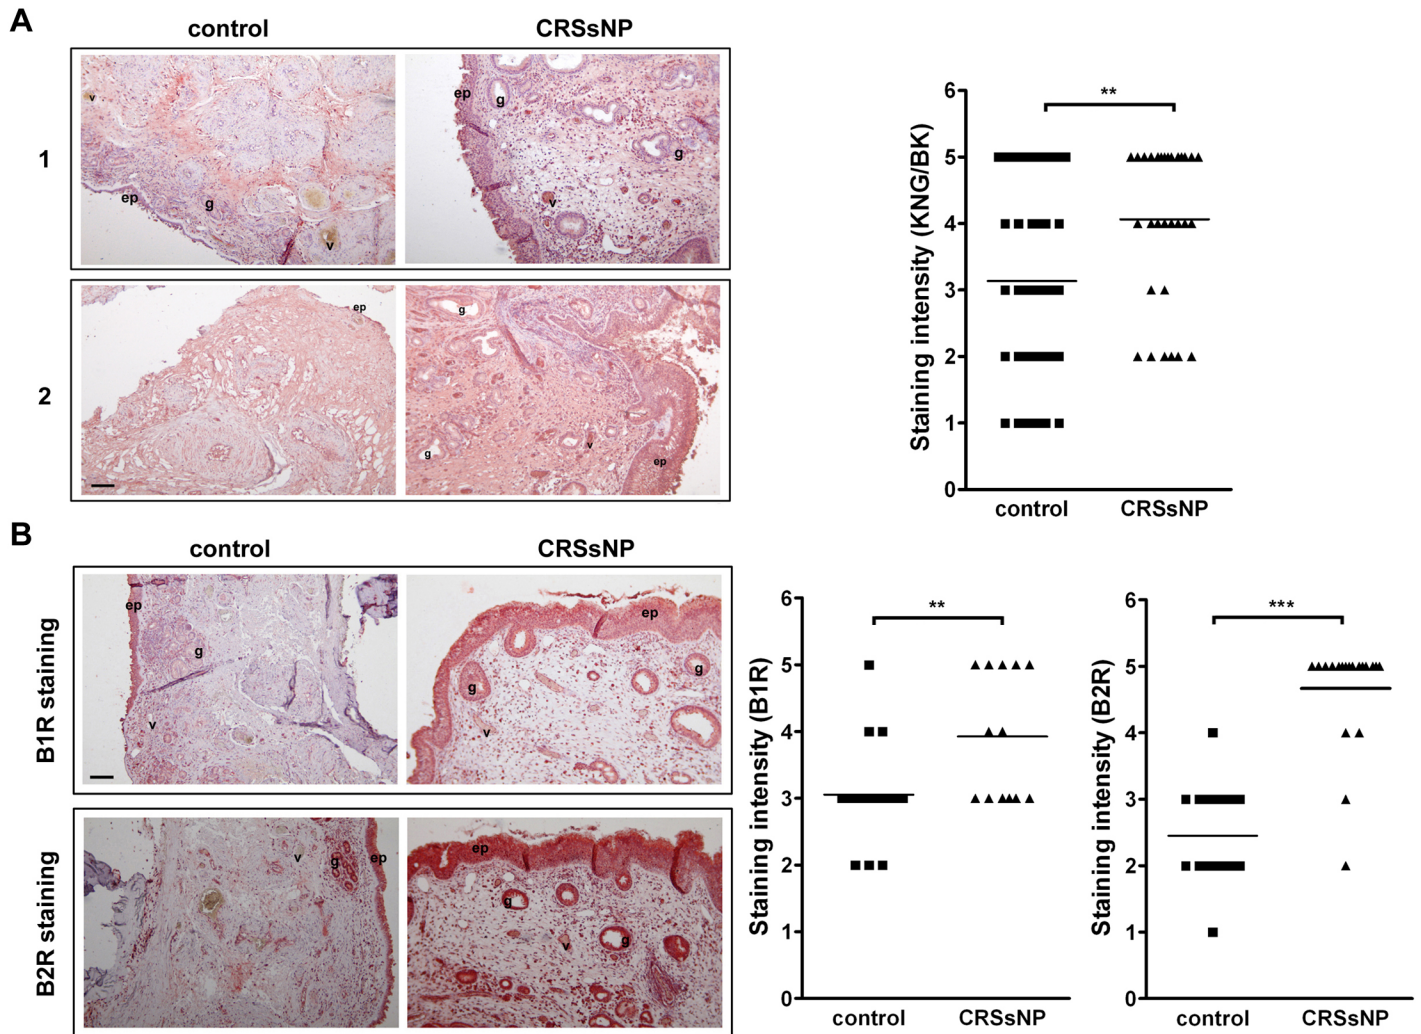 A
control
CRSsNP
1
v
ep
g
v
ep
g
g
v
2
ep
g
v
g
ep
Staining intensity (KNG/BK)
6
5
4
3
2
1
0
**
control
CRSsNP
B
control
CRSsNP
B1R staining
ep
g
v
ep
g
g
v
B2R staining
v
g
ep
ep
g
g
v
Staining intensity (B1R)
6
5
4
3
2
1
0
**
control
CRSsNP
Staining intensity (B2R)
6
5
4
3
2
1
0
***
control
CRSsNP